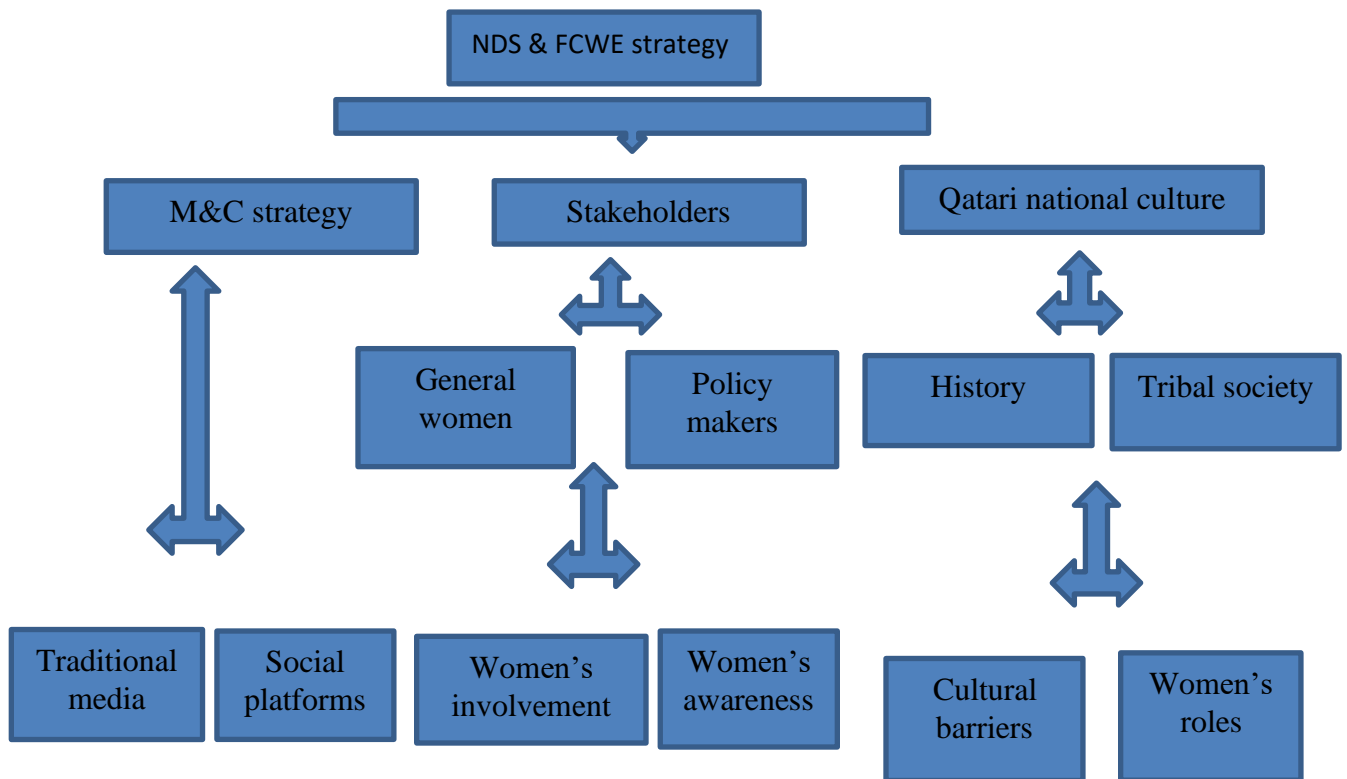 NDS & FCWE strategy
M&C strategy
Stakeholders
Qatari national culture
General
women
Policy
makers
History
Tribal society
Traditional
media
Social
platforms
Women’s
involvement
Women’s
awareness
Cultural
barriers
Women’s
roles